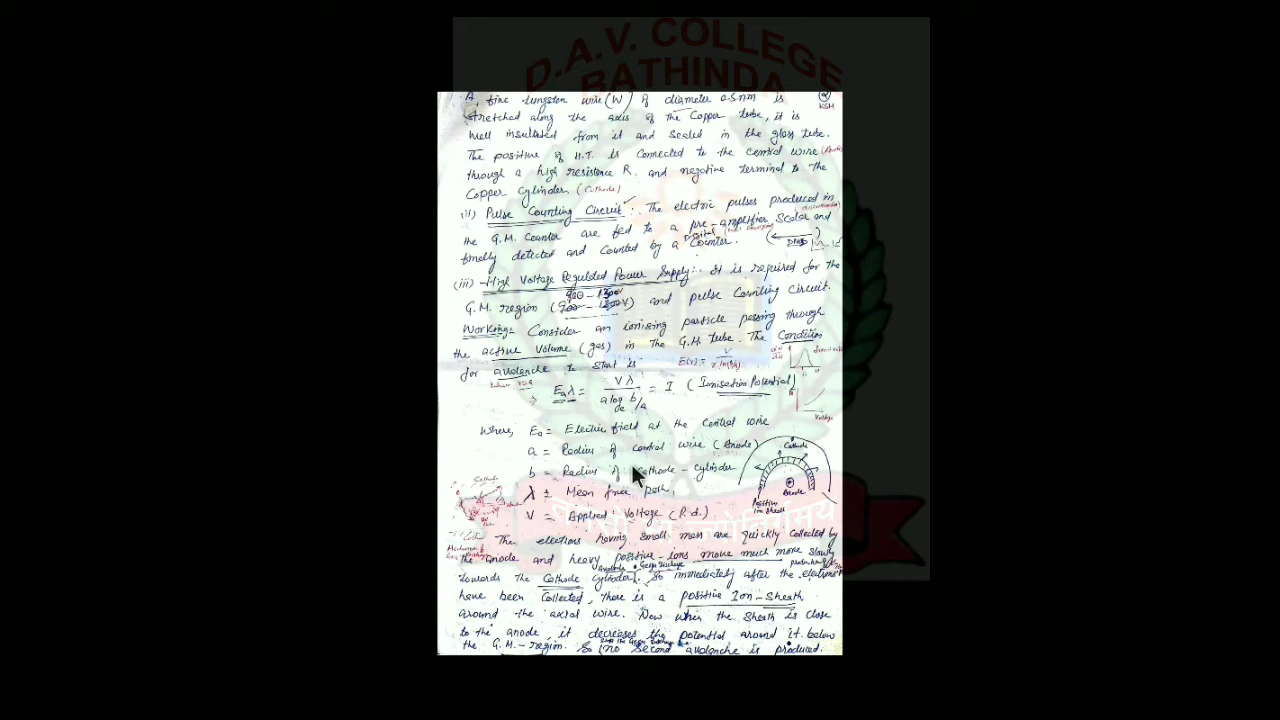 D.A.V. COLLEGE
BATHINDA
A fine tungsten wire (W) of diameter 0.5 nm is
stretched along the axis of the Copper tube, it is
well insulated from it and sealed in the glass tube.
The positive of H.T. is connected to the central wire
through a high resistence R. and negative terminal to the
Copper cylinder. (Cathode)
(ii) Pulse Counting Circuit :. The electric pulses produced in
the G.M. Counter are fed to a pre-amplifier Scalar and
finally detected and Counted by a Counter.
(iii) High Voltage Regulated Power Supply :. It is required for the
G.M. region ( V) and pulse Counting Circuit.
Working:- Consider an ionising particle passing through
the active Volume (gas) in the G.M tube. The Condition
for avalanche to start is
Eaλ = Vλ / a loge b/a = I (Ionisation Potential)
Where, Ea = Electric field at the Central wire
a = Radius of central wire (Anode)
b = Radius of Cathode - cylinder
λ = Mean free path.
V = Applied Voltage (P.d.)
Cathode
Anode
Positive
ion sheath
The electrons having small mass are quickly collected by
the anode and heavy positive-ions move much more slowly
towards the Cathode Cylinder. So immediately after the electrons
have been Collected, there is a positive Ion-Sheath
around the axial wire. Now when the sheath is close
to the anode, it decreases the potential around it below
the G.M.-region. So (no second avalanche is produced.